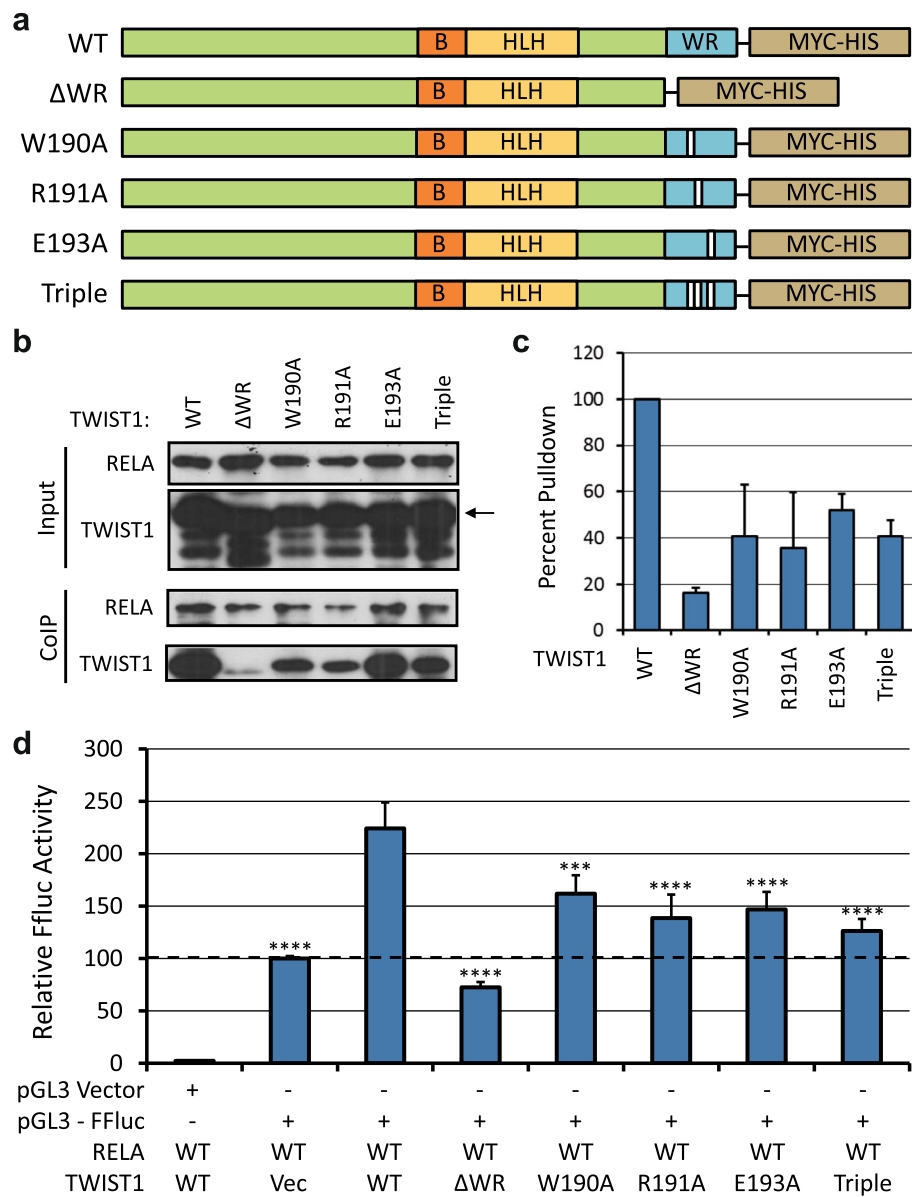 a
WT B HLH WR MYC-HIS
ΔWR B HLH MYC-HIS
W190A B HLH MYC-HIS
R191A B HLH MYC-HIS
E193A B HLH MYC-HIS
Triple B HLH MYC-HIS
b
TWIST1: WT ΔWR W190A R191A E193A Triple
Input
RELA
TWIST1
CoIP
RELA
TWIST1
c
Percent Pulldown
120
100
80
60
40
20
0
TWIST1 WT ΔWR W190A R191A E193A Triple
d
Relative Ffluc Activity
300
250
200
150
100
50
0
**** **** *** **** **** ****
pGL3 Vector + - - - - - - -
pGL3 - FFluc - + + + + + + +
RELA WT WT WT WT WT WT WT WT
TWIST1 WT Vec WT ΔWR W190A R191A E193A Triple